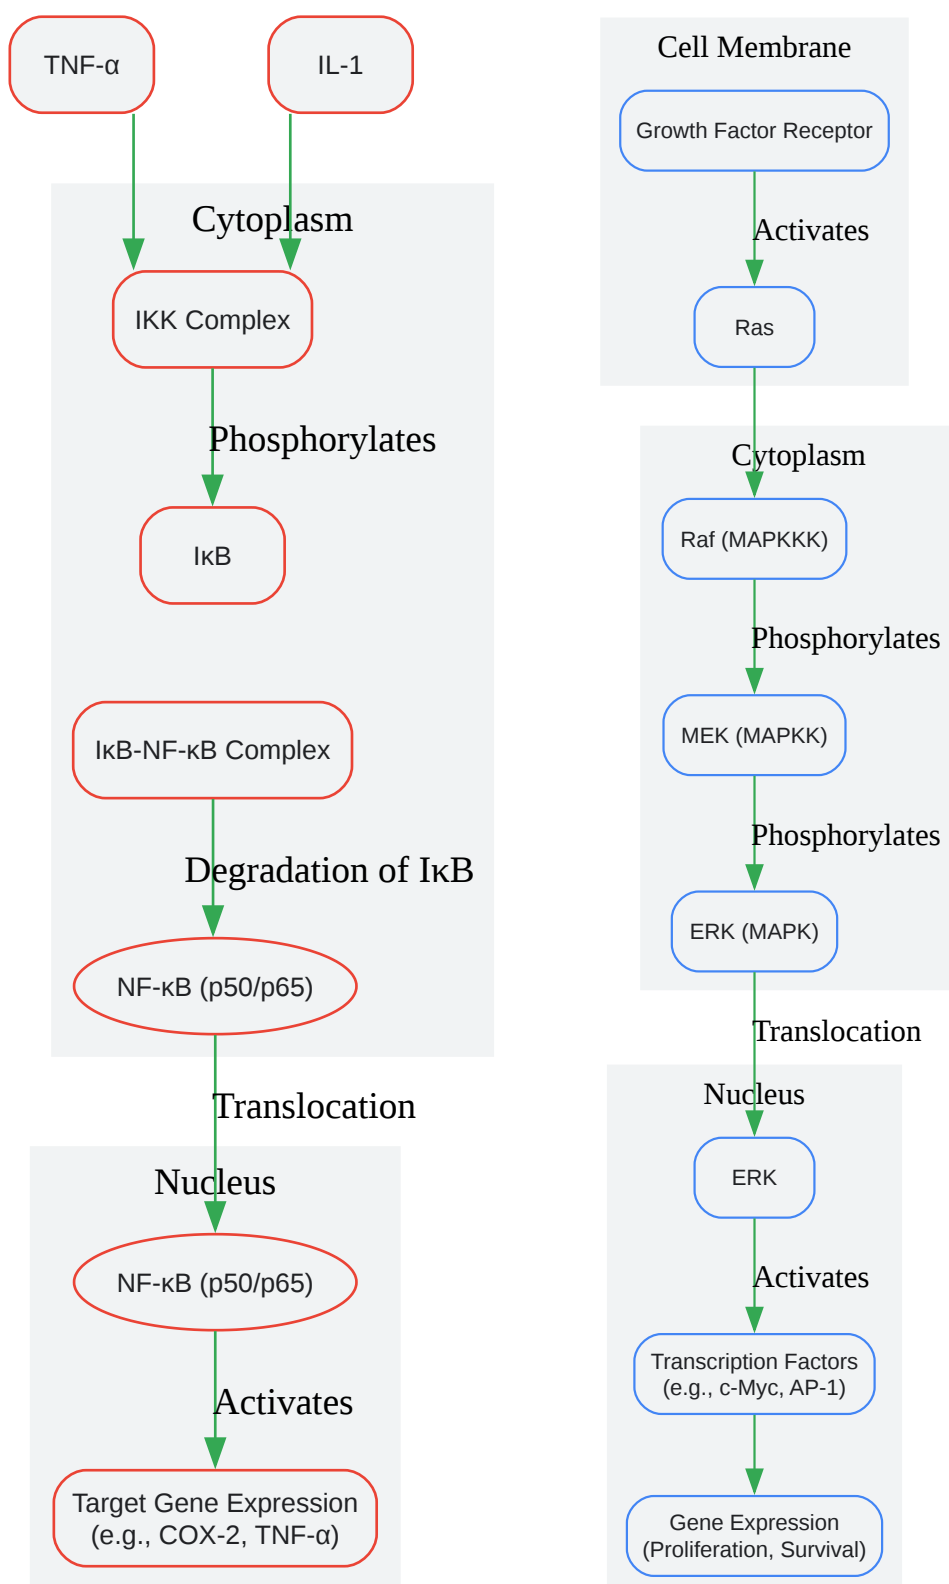 TNF-α
IL-1
Cytoplasm
IKK Complex
Phosphorylates
IκB
IκB-NF-κB Complex
Degradation of IκB
NF-κB (p50/p65)
Translocation
Nucleus
NF-κB (p50/p65)
Activates
Target Gene Expression
(e.g., COX-2, TNF-α)
Cell Membrane
Growth Factor Receptor
Activates
Ras
Cytoplasm
Raf (MAPKKK)
Phosphorylates
MEK (MAPKK)
Phosphorylates
ERK (MAPK)
Translocation
Nucleus
ERK
Activates
Transcription Factors
(e.g., c-Myc, AP-1)
Gene Expression
(Proliferation, Survival)